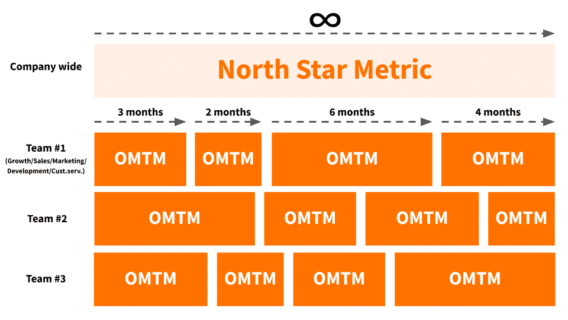 ∞
Company wide
North Star Metric
3 months
2 months
6 months
4 months
Team #1
(Growth/Sales/Marketing/
Development/Cust.serv.)
OMTM
OMTM
OMTM
OMTM
Team #2
OMTM
OMTM
OMTM
OMTM
Team #3
OMTM
OMTM
OMTM
OMTM